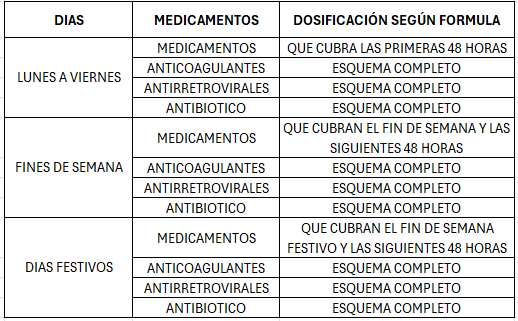 DIAS MEDICAMENTOS DOSIFICACIÓN SEGÚN FORMULA
LUNES A VIERNES
MEDICAMENTOS QUE CUBRA LAS PRIMERAS 48 HORAS
ANTICOAGULANTES ESQUEMA COMPLETO
ANTIRRETROVIRALES ESQUEMA COMPLETO
ANTIBIOTICO ESQUEMA COMPLETO
FINES DE SEMANA
MEDICAMENTOS
QUE CUBRAN EL FIN DE SEMANA Y LAS
SIGUIENTES 48 HORAS
ANTICOAGULANTES ESQUEMA COMPLETO
ANTIRRETROVIRALES ESQUEMA COMPLETO
ANTIBIOTICO ESQUEMA COMPLETO
DIAS FESTIVOS
MEDICAMENTOS
QUE CUBRAN EL FIN DE SEMANA
FESTIVO Y LAS SIGUIENTES 48 HORAS
ANTICOAGULANTES ESQUEMA COMPLETO
ANTIRRETROVIRALES ESQUEMA COMPLETO
ANTIBIOTICO ESQUEMA COMPLETO